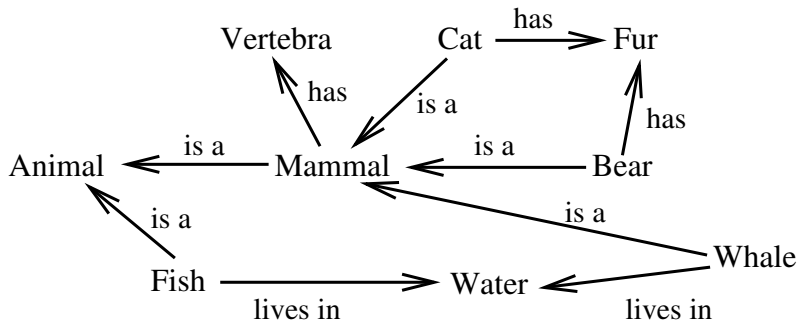 Vertebra
Cat
has
Fur
has
is a
has
Animal
is a
Mammal
is a
Bear
is a
is a
Fish
Water
Whale
lives in
lives in